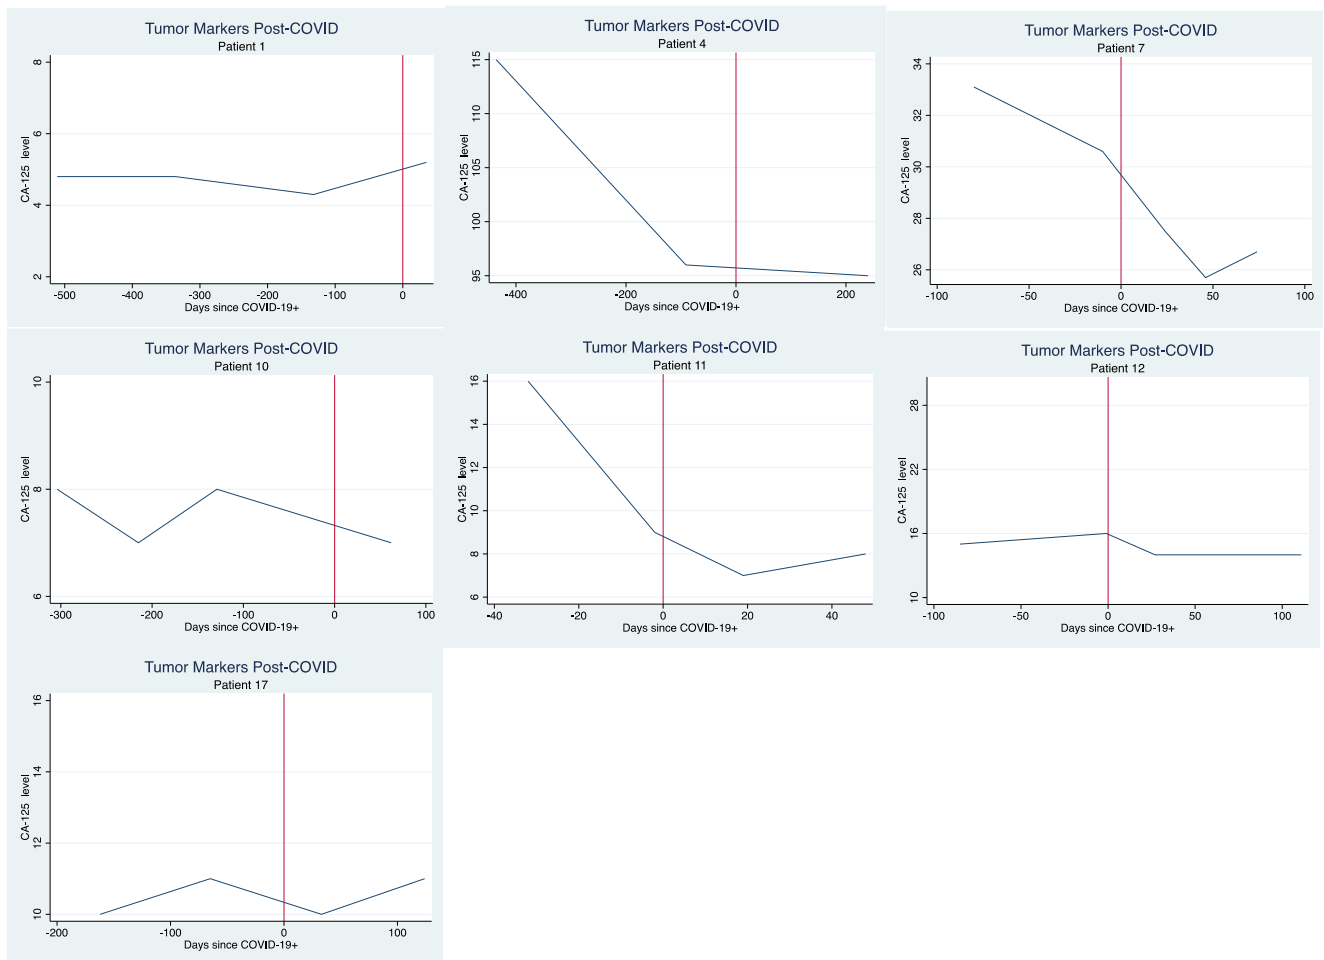 Tumor Markers Post-COVID
Patient 1
CA-125 level
8
6
4
2
-500 -400 -300 -200 -100 0
Days since COVID-19+
Tumor Markers Post-COVID
Patient 4
CA-125 level
115
110
105
100
95
-400 -200 0 200
Days since COVID-19+
Tumor Markers Post-COVID
Patient 7
CA-125 level
34
32
30
28
26
-100 -50 0 50 100
Days since COVID-19+
Tumor Markers Post-COVID
Patient 10
CA-125 level
10
8
6
-300 -200 -100 0 100
Days since COVID-19+
Tumor Markers Post-COVID
Patient 11
CA-125 level
16
14
12
10
8
6
-40 -20 0 20 40
Days since COVID-19+
Tumor Markers Post-COVID
Patient 12
CA-125 level
28
22
16
10
-100 -50 0 50 100
Days since COVID-19+
Tumor Markers Post-COVID
Patient 17
CA-125 level
16
14
12
10
-200 -100 0 100
Days since COVID-19+